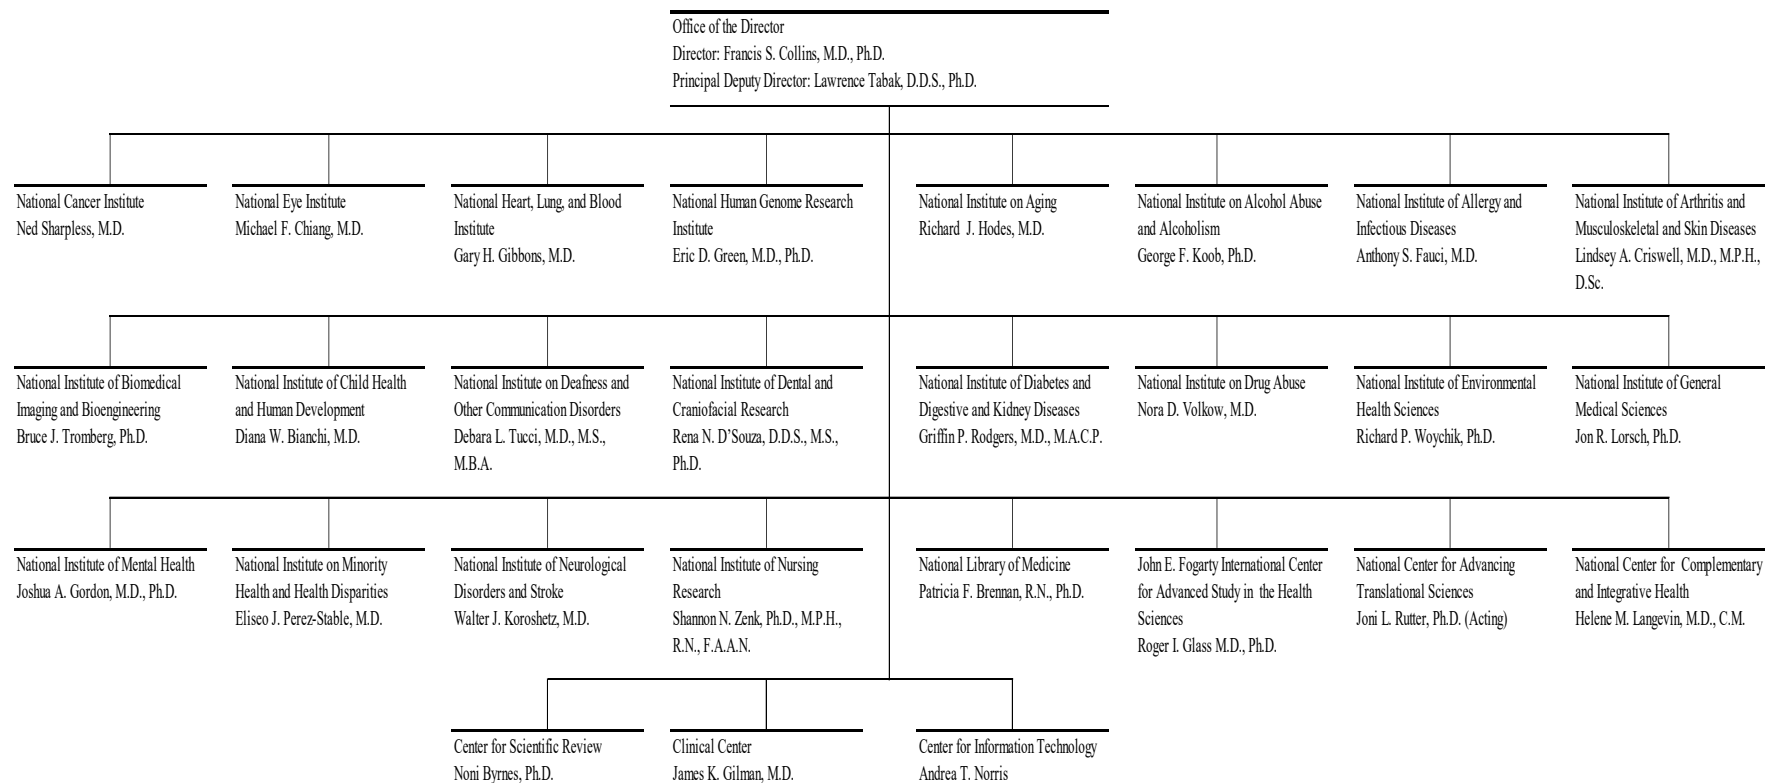 Office of the Director
Director: Francis S. Collins, M.D., Ph.D.
Principal Deputy Director: Lawrence Tabak, D.D.S., Ph.D.
National Cancer Institute
Ned Sharpless, M.D.
National Eye Institute
Michael F. Chiang, M.D.
National Heart, Lung, and Blood
Institute
Gary H. Gibbons, M.D.
National Human Genome Research
Institute
Eric D. Green, M.D., Ph.D.
National Institute on Aging
Richard J. Hodes, M.D.
National Institute on Alcohol Abuse
and Alcoholism
George F. Koob, Ph.D.
National Institute of Allergy and
Infectious Diseases
Anthony S. Fauci, M.D.
National Institute of Arthritis and
Musculoskeletal and Skin Diseases
Lindsey A. Criswell, M.D., M.P.H.,
D.Sc.
National Institute of Biomedical
Imaging and Bioengineering
Bruce J. Tromberg, Ph.D.
National Institute of Child Health
and Human Development
Diana W. Bianchi, M.D.
National Institute on Deafness and
Other Communication Disorders
Debara L. Tucci, M.D., M.S.,
M.B.A.
National Institute of Dental and
Craniofacial Research
Rena N. D’Souza, D.D.S., M.S.,
Ph.D.
National Institute of Diabetes and
Digestive and Kidney Diseases
Griffin P. Rodgers, M.D., M.A.C.P.
National Institute on Drug Abuse
Nora D. Volkow, M.D.
National Institute of Environmental
Health Sciences
Richard P. Woychik, Ph.D.
National Institute of General
Medical Sciences
Jon R. Lorsch, Ph.D.
National Institute of Mental Health
Joshua A. Gordon, M.D., Ph.D.
National Institute on Minority
Health and Health Disparities
Eliseo J. Perez-Stable, M.D.
National Institute of Neurological
Disorders and Stroke
Walter J. Koroshetz, M.D.
National Institute of Nursing
Research
Shannon N. Zenk, Ph.D., M.P.H.,
R.N., F.A.A.N.
National Library of Medicine
Patricia F. Brennan, R.N., Ph.D.
John E. Fogarty International Center
for Advanced Study in the Health
Sciences
Roger I. Glass M.D., Ph.D.
National Center for Advancing
Translational Sciences
Joni L. Rutter, Ph.D. (Acting)
National Center for Complementary
and Integrative Health
Helene M. Langevin, M.D., C.M.
Center for Scientific Review
Noni Byrnes, Ph.D.
Clinical Center
James K. Gilman, M.D.
Center for Information Technology
Andrea T. Norris